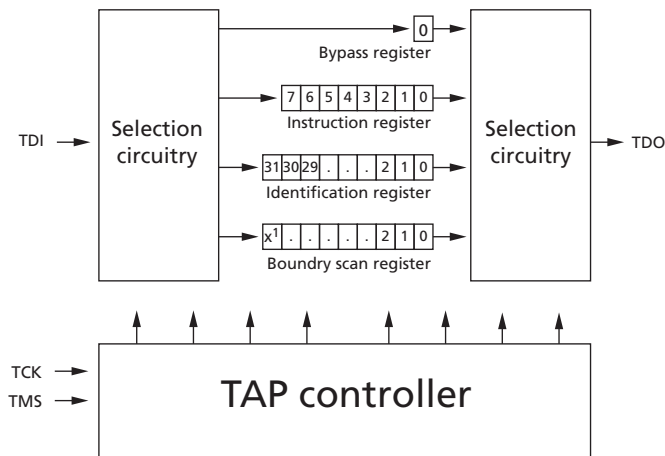 0
Bypass register
7 6 5 4 3 2 1 0
Instruction register
Selection
circuitry
Selection
circuitry
TDI
TDO
31 30 29 . . . 2 1 0
Identification register
x1 . . . . . 2 1 0
Boundry scan register
TCK
TMS
TAP controller